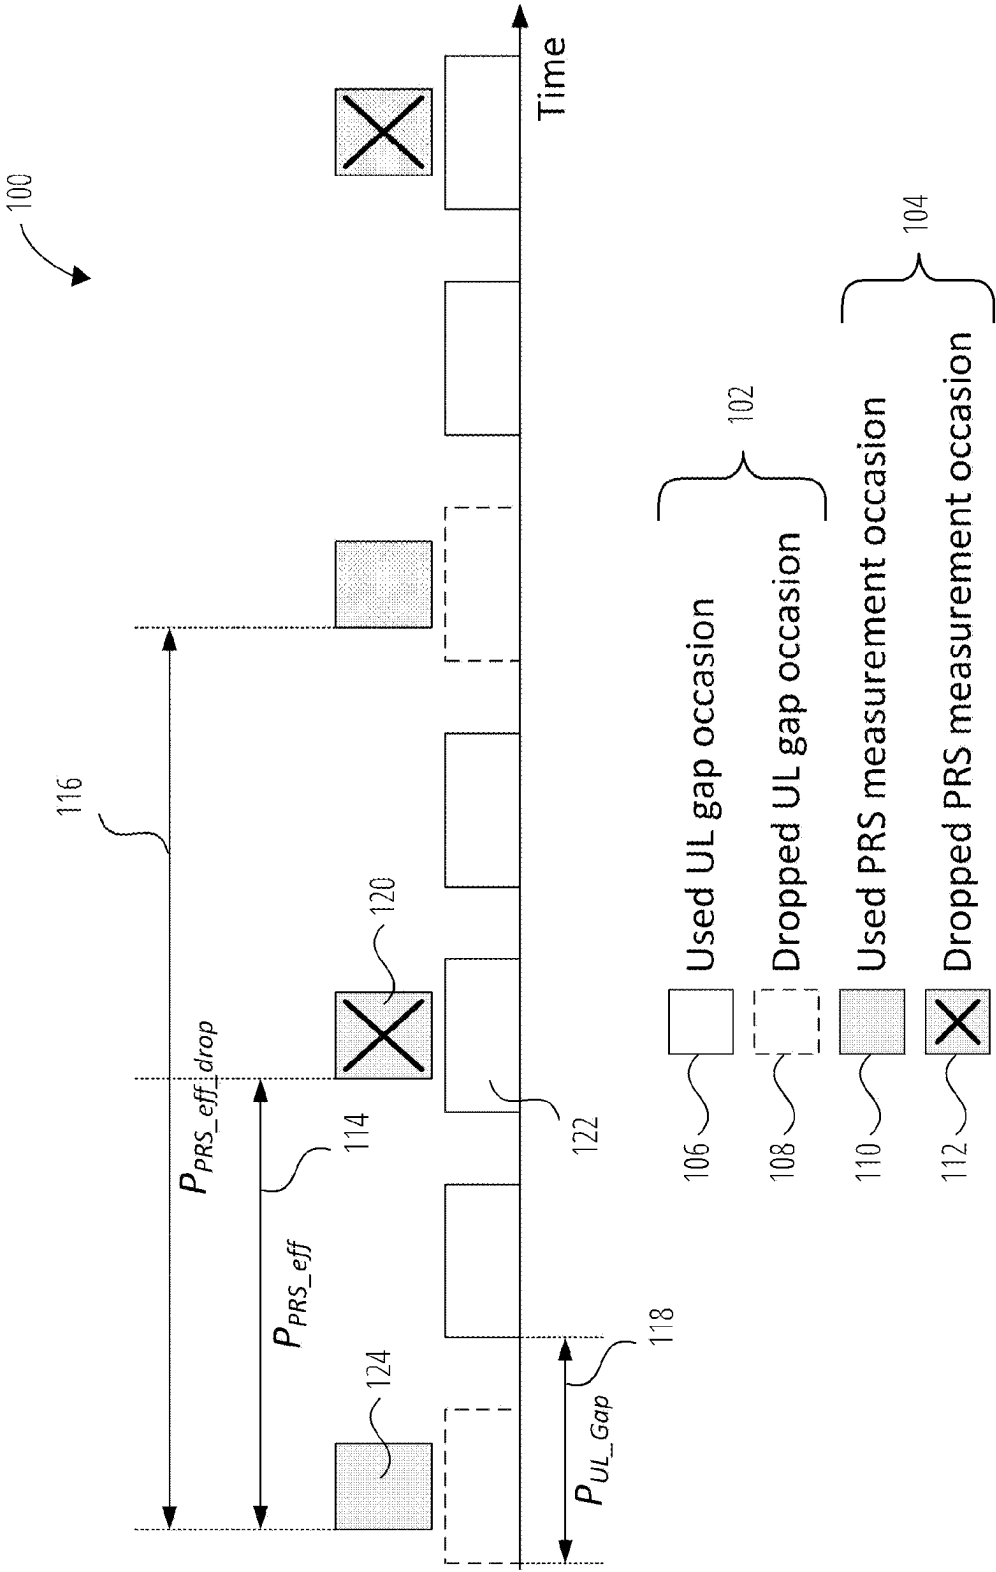 100
116
P_PRS_eff_drop
114
P_PRS_eff
124
120
122
118
P_UL_Gap
Time
106 Used UL gap occasion
108 Dropped UL gap occasion
102
110 Used PRS measurement occasion
112 Dropped PRS measurement occasion
104